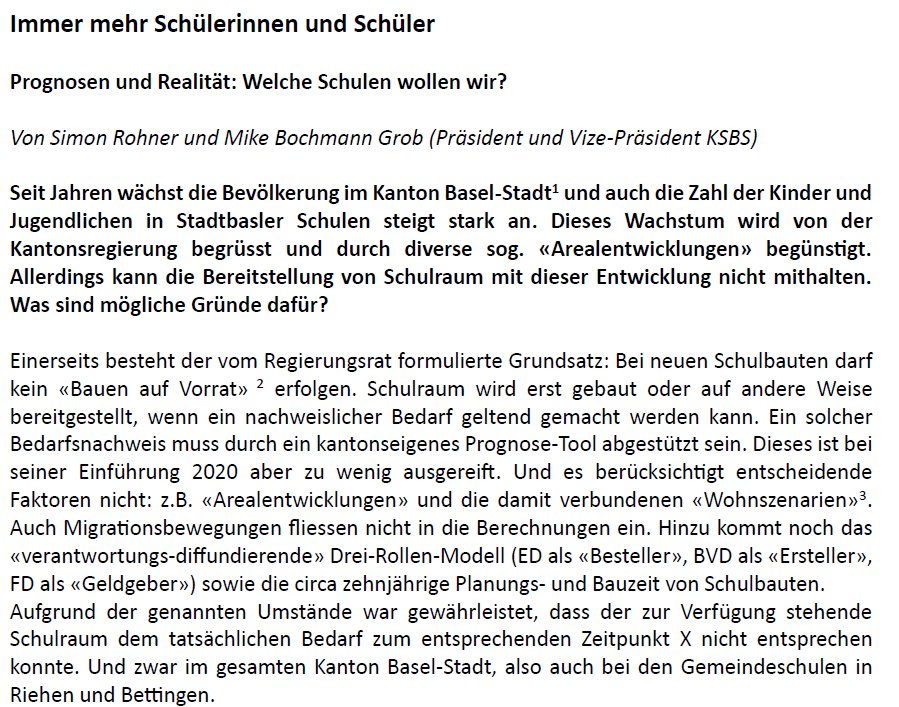 Immer mehr Schülerinnen und Schüler
Prognosen und Realität: Welche Schulen wollen wir?
Von Simon Rohner und Mike Bochmann Grob (Präsident und Vize-Präsident KSBS)
Seit Jahren wächst die Bevölkerung im Kanton Basel-Stadt¹ und auch die Zahl der Kinder und
Jugendlichen in Stadtbasler Schulen steigt stark an. Dieses Wachstum wird von der
Kantonsregierung begrüsst und durch diverse sog. «Arealentwicklungen» begünstigt.
Allerdings kann die Bereitstellung von Schulraum mit dieser Entwicklung nicht mithalten.
Was sind mögliche Gründe dafür?
Einerseits besteht der vom Regierungsrat formulierte Grundsatz: Bei neuen Schulbauten darf
kein «Bauen auf Vorrat» ² erfolgen. Schulraum wird erst gebaut oder auf andere Weise
bereitgestellt, wenn ein nachweislicher Bedarf geltend gemacht werden kann. Ein solcher
Bedarfsnachweis muss durch ein kantonseigenes Prognose-Tool abgestützt sein. Dieses ist bei
seiner Einführung 2020 aber zu wenig ausgereift. Und es berücksichtigt entscheidende
Faktoren nicht: z.B. «Arealentwicklungen» und die damit verbundenen «Wohnszenarien»³.
Auch Migrationsbewegungen fliessen nicht in die Berechnungen ein. Hinzu kommt noch das
«verantwortungs-diffundierende» Drei-Rollen-Modell (ED als «Besteller», BVD als «Ersteller»,
FD als «Geldgeber») sowie die circa zehnjährige Planungs- und Bauzeit von Schulbauten.
Aufgrund der genannten Umstände war gewährleistet, dass der zur Verfügung stehende
Schulraum dem tatsächlichen Bedarf zum entsprechenden Zeitpunkt X nicht entsprechen
konnte. Und zwar im gesamten Kanton Basel-Stadt, also auch bei den Gemeindeschulen in
Riehen und Bettingen.